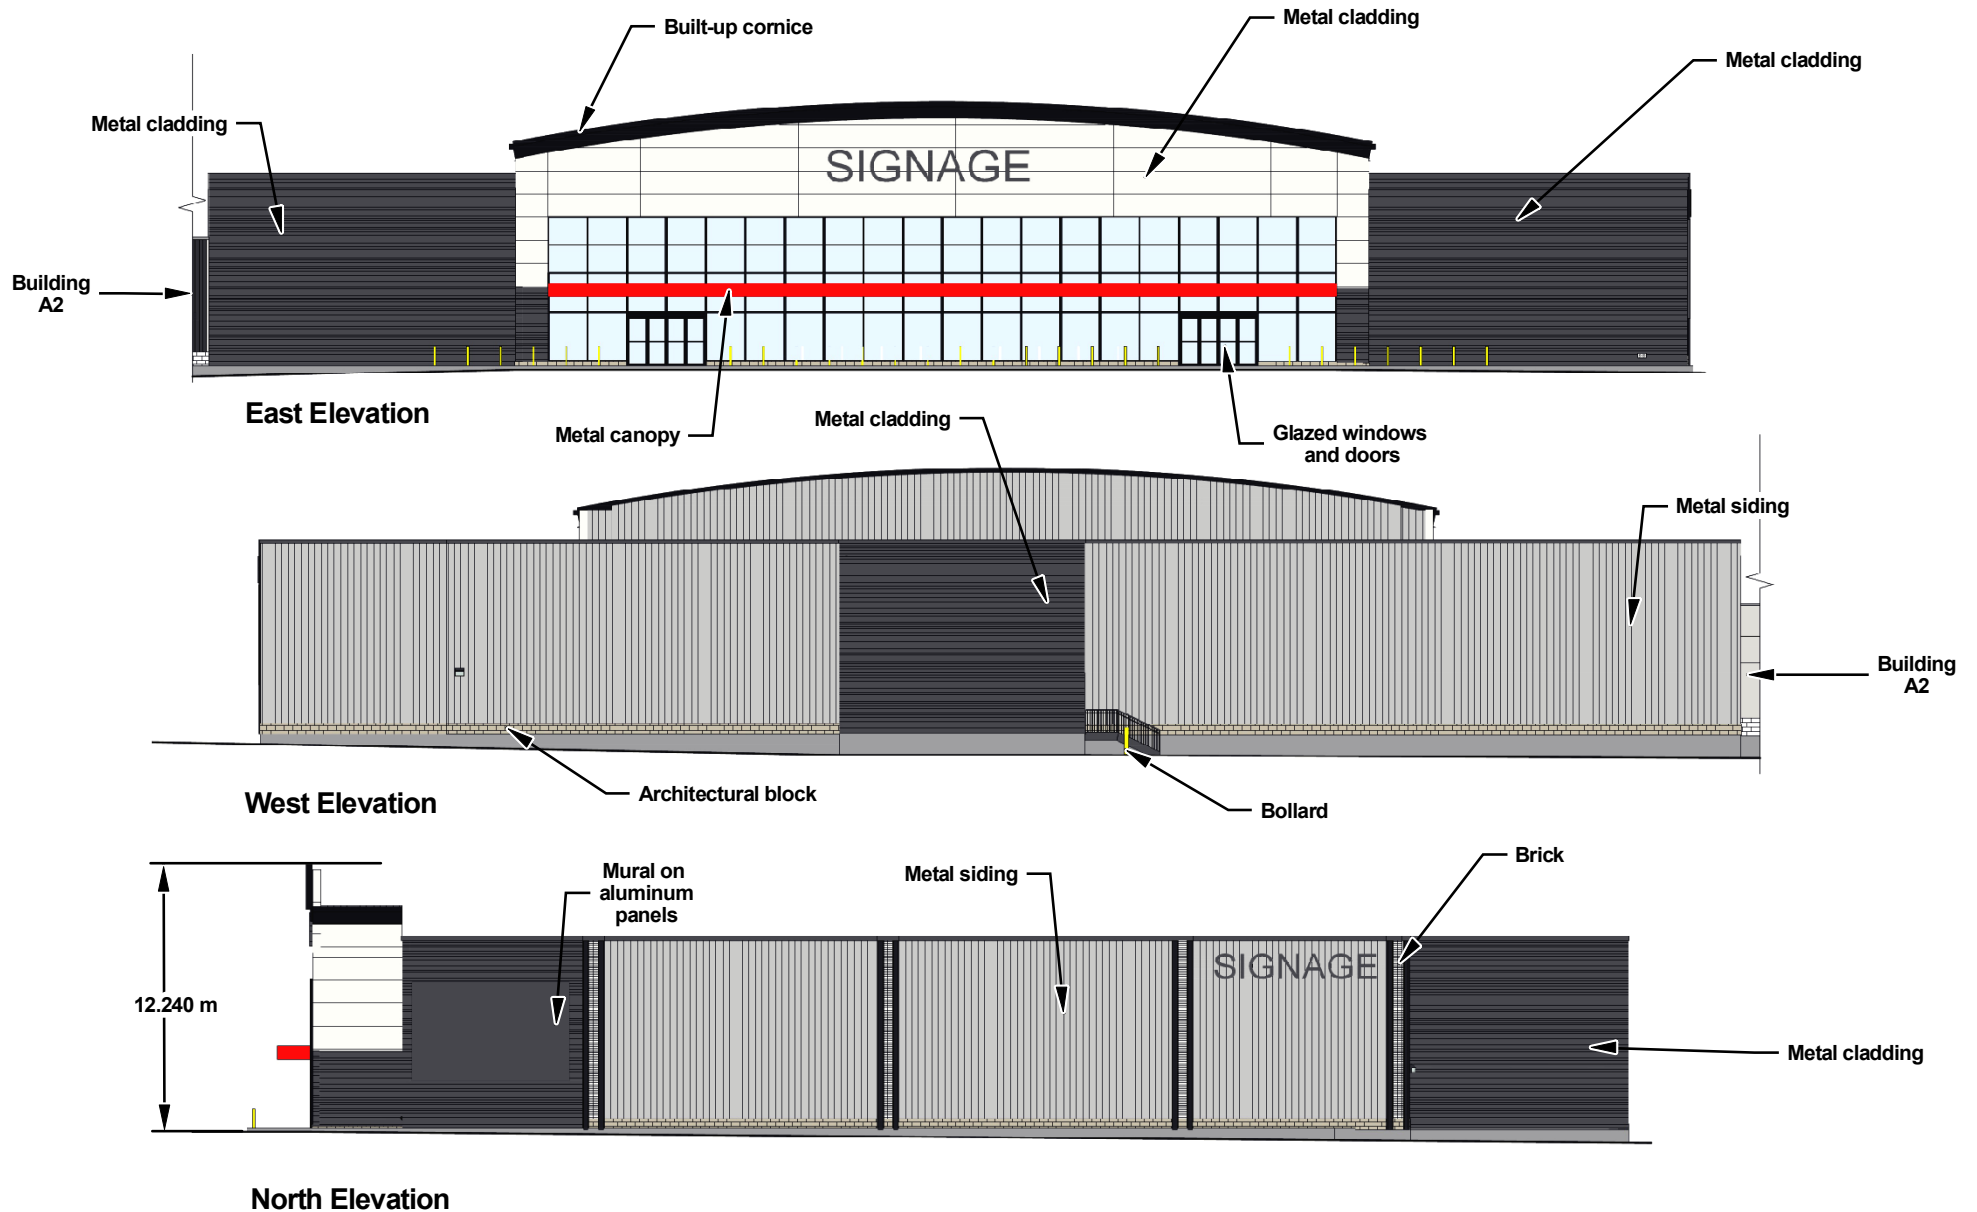 Built-up cornice
Metal cladding
Metal cladding
Metal cladding
SIGNAGE
Building
A2
East Elevation
Metal canopy
Metal cladding
Glazed windows
and doors
Metal siding
Building
A2
West Elevation
Architectural block
Bollard
Mural on
aluminum
panels
Metal siding
Brick
SIGNAGE
12.240 m
Metal cladding
North Elevation